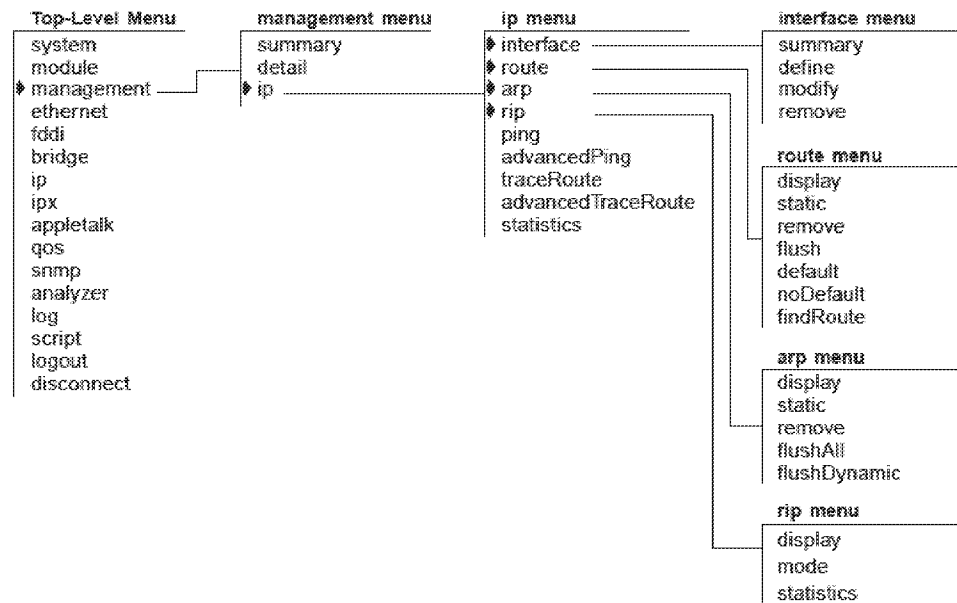 Top-Level Menu
system
module
management
ethernet
fddi
bridge
ip
ipx
appletalk
qos
snmp
analyzer
log
script
logout
disconnect
management menu
summary
detail
ip
ip menu
interface
route
arp
rip
ping
advancedPing
traceRoute
advancedTraceRoute
statistics
interface menu
summary
define
modify
remove
route menu
display
static
remove
flush
default
noDefault
findRoute
arp menu
display
static
remove
flushAll
flushDynamic
rip menu
display
mode
statistics